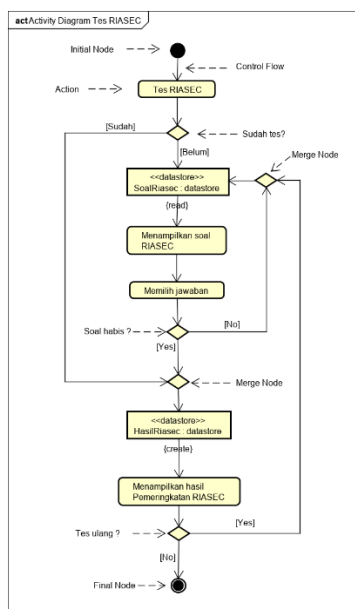 act Activity Diagram Tes RIASEC
Initial Node
Control Flow
Action
Tes RIASEC
[Sudah]
Sudah tes?
[Belum]
Merge Node
<<datastore>>
SoalRiasec : datastore
{read}
Menampilkan soal
RIASEC
Memilih jawaban
Soal habis ?
[No]
[Yes]
Merge Node
<<datastore>>
HasilRiasec : datastore
{create}
Menampilkan hasil
Pemeringkatan RIASEC
[Yes]
Tes ulang ?
[No]
Final Node